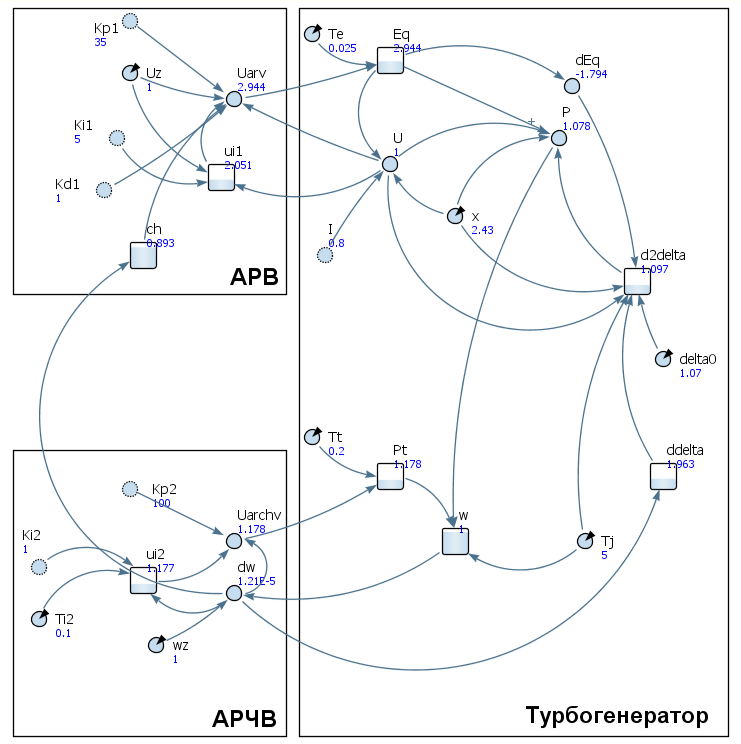 Kp1
35
Uz
1
Uarv
2.944
Ki1
5
ui1
2.051
Kd1
1
ch
0.893
АРВ
Te
0.025
Eq
2.944
dEq
-1.794
+
P
1.078
U
1
x
2.43
I
0.8
d2delta
1.097
delta0
1.07
Tt
0.2
Pt
1.178
ddelta
1.963
w
1
Tj
5
Турбогенератор
Kp2
100
Uarchv
1.178
Ki2
1
ui2
1.177
dw
1.21E-5
Ti2
0.1
wz
1
АРЧВ